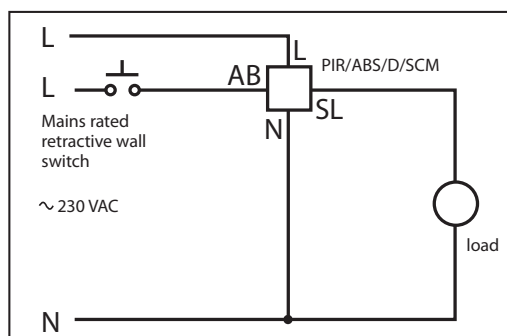 L
L
PIR/ABS/D/SCM
L
AB
SL
N
Mains rated
retractive wall
switch
~ 230 VAC
load
N